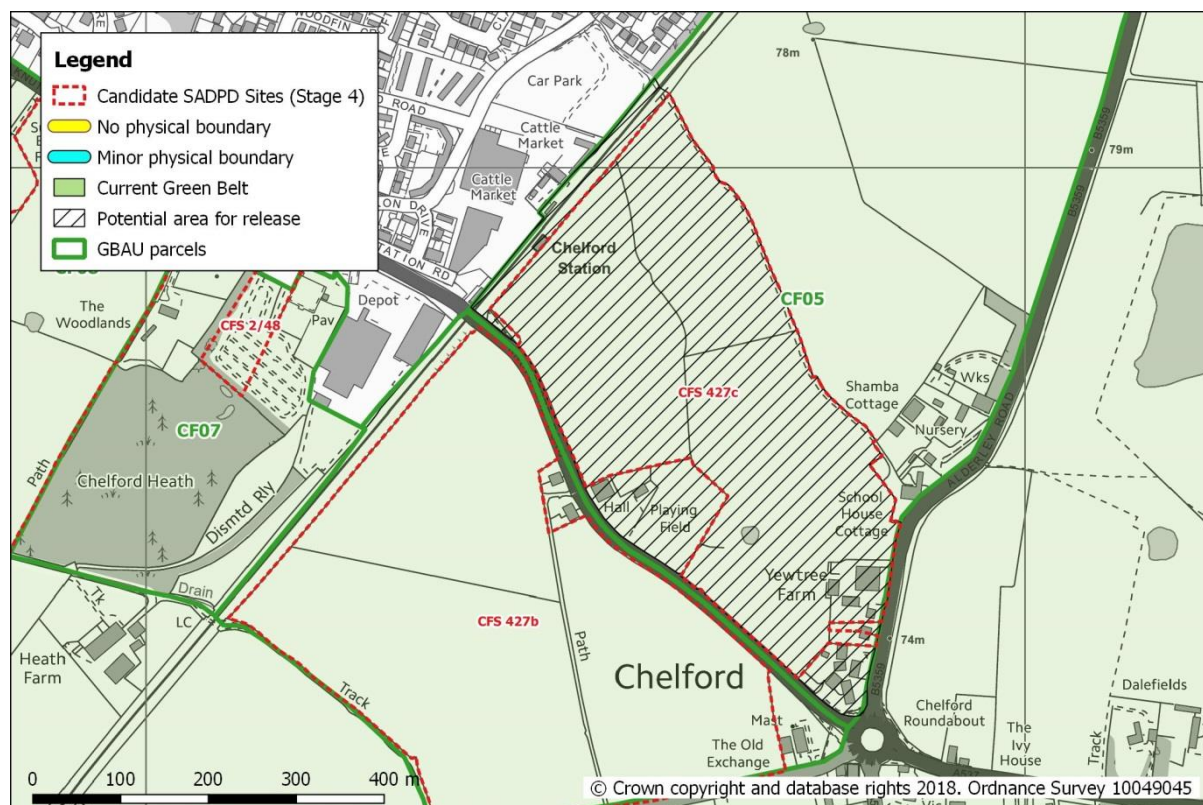 Legend
Candidate SADPD Sites (Stage 4)
No physical boundary
Minor physical boundary
Current Green Belt
Potential area for release
GBAU parcels
WOODFIN
Car Park
Cattle
Market
Cattle
Market
ROAD
DRIVE
STATION RD
Chelford
Station
78m
79m
B5359
B5359
CF05
The
Woodlands
CFS 2/48
Pav
Depot
CF07
Chelford Heath
Path
Dismtd Rly
CFS 427c
Shamba
Cottage
Wks
Nursery
ALDERLEY ROAD
School
House
Cottage
Hall
Playing
Field
Yewtree
Farm
74m
B5359
Drain
Tk
LC
Heath
Farm
CFS 427b
Path
Track
Chelford
Mast
The Old
Exchange
Chelford
Roundabout
The
Ivy
House
Track
Dalefields
A537
0 100 200 300 400 m
© Crown copyright and database rights 2018. Ordnance Survey 10049045